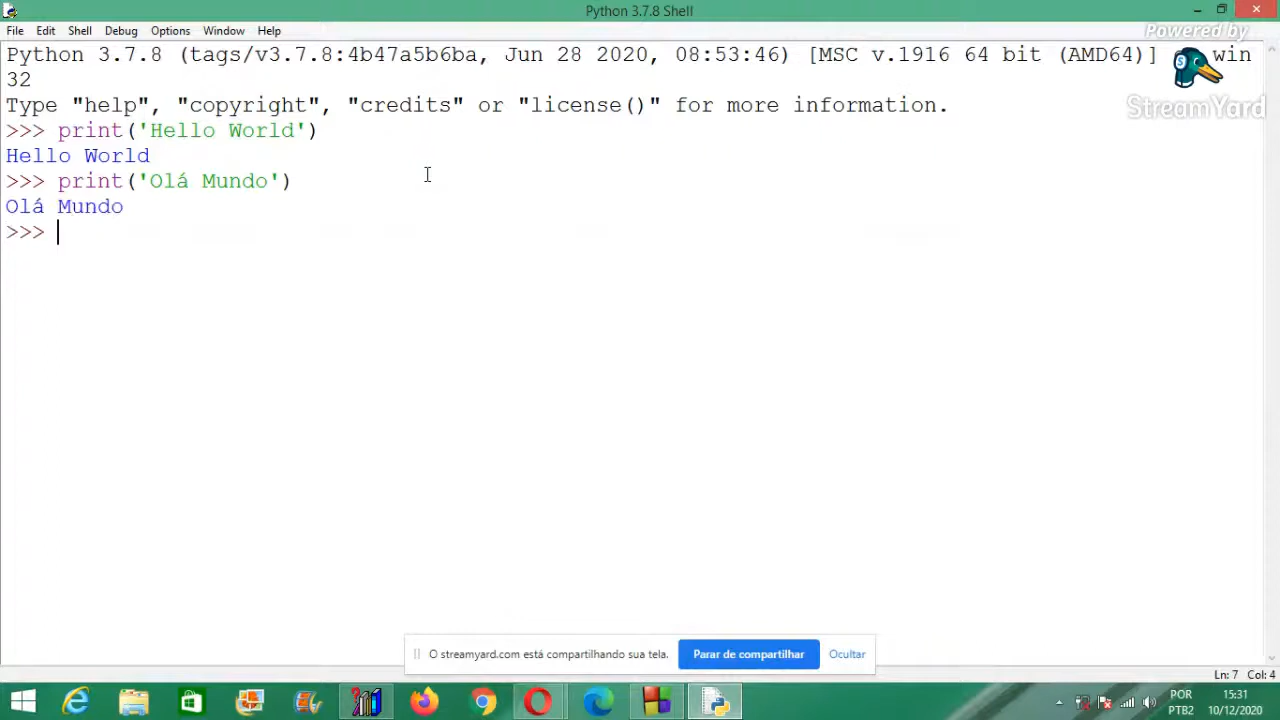 Python 3.7.8 Shell
File Edit Shell Debug Options Window Help
Powered by
Python 3.7.8 (tags/v3.7.8:4b47a5b6ba, Jun 28 2020, 08:53:46) [MSC v.1916 64 bit (AMD64)] win
32
StreamYard
Type "help", "copyright", "credits" or "license()" for more information.
>>> print('Hello World')
Hello World
>>> print('Olá Mundo')
Olá Mundo
>>>
O streamyard.com está compartilhando sua tela. Parar de compartilhar Ocultar
Ln: 7 Col: 4
POR 15:31
PTB2 10/12/2020